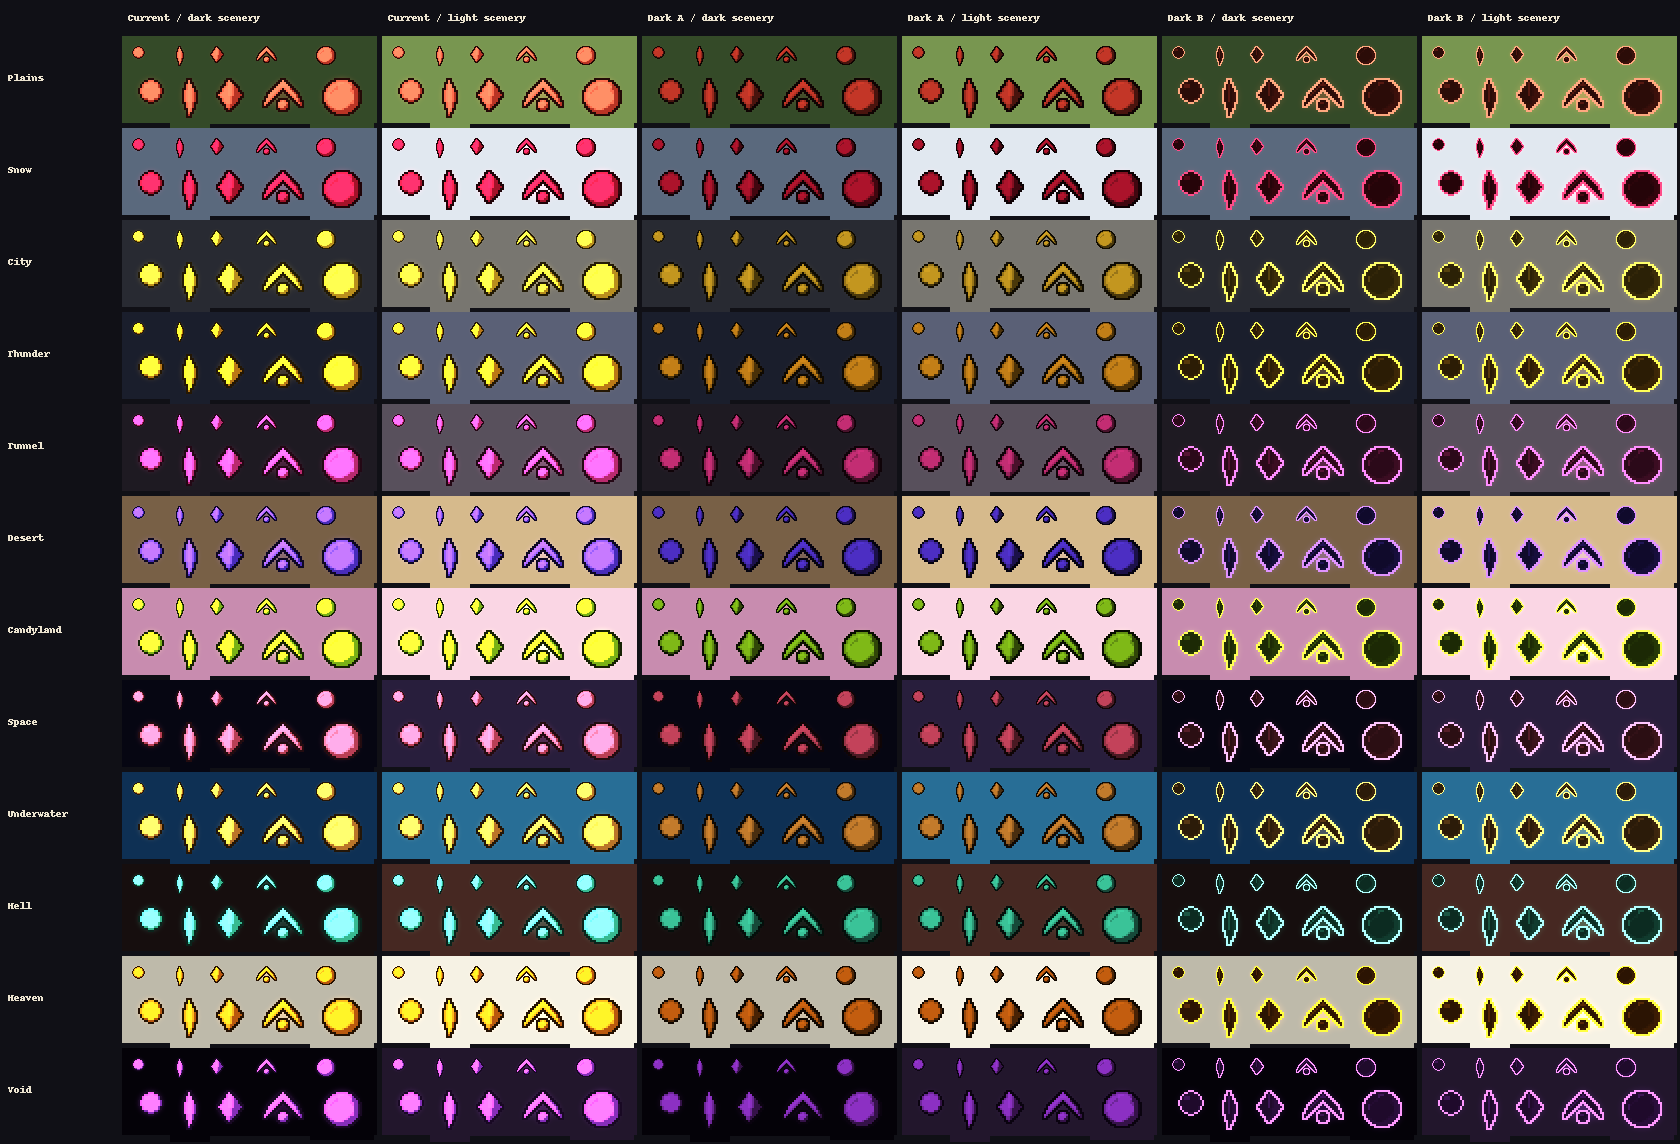 Current / dark scenery
Current / light scenery
Dark A / dark scenery
Dark A / light scenery
Dark B / dark scenery
Dark B / light scenery
Plains
Snow
City
Thunder
Tunnel
Desert
Candyland
Space
Underwater
Hell
Heaven
Void